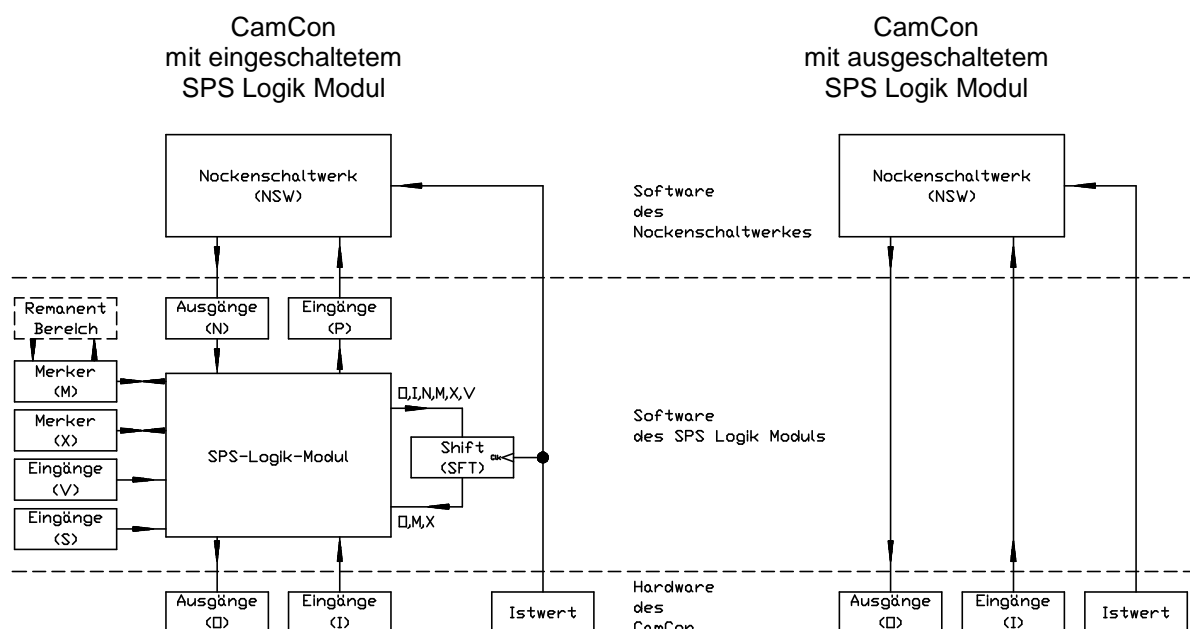 CamCon
mit eingeschaltetem
SPS Logik Modul
CamCon
mit ausgeschaltetem
SPS Logik Modul
Nockenschaltwerk
(NSW)
Software
des
Nockenschaltwerkes
Nockenschaltwerk
(NSW)
Remanent
Bereich
Ausgänge
(N)
Eingänge
(P)
Merker
(M)
Merker
(X)
Eingänge
(V)
Eingänge
(S)
SPS-Logik-Modul
O,I,N,M,X,V
Shift
(SFT)
Clk
O,M,X
Software
des SPS Logik Moduls
Ausgänge
(O)
Eingänge
(I)
Istwert
Hardware
des
CamCon
Ausgänge
(O)
Eingänge
(I)
Istwert